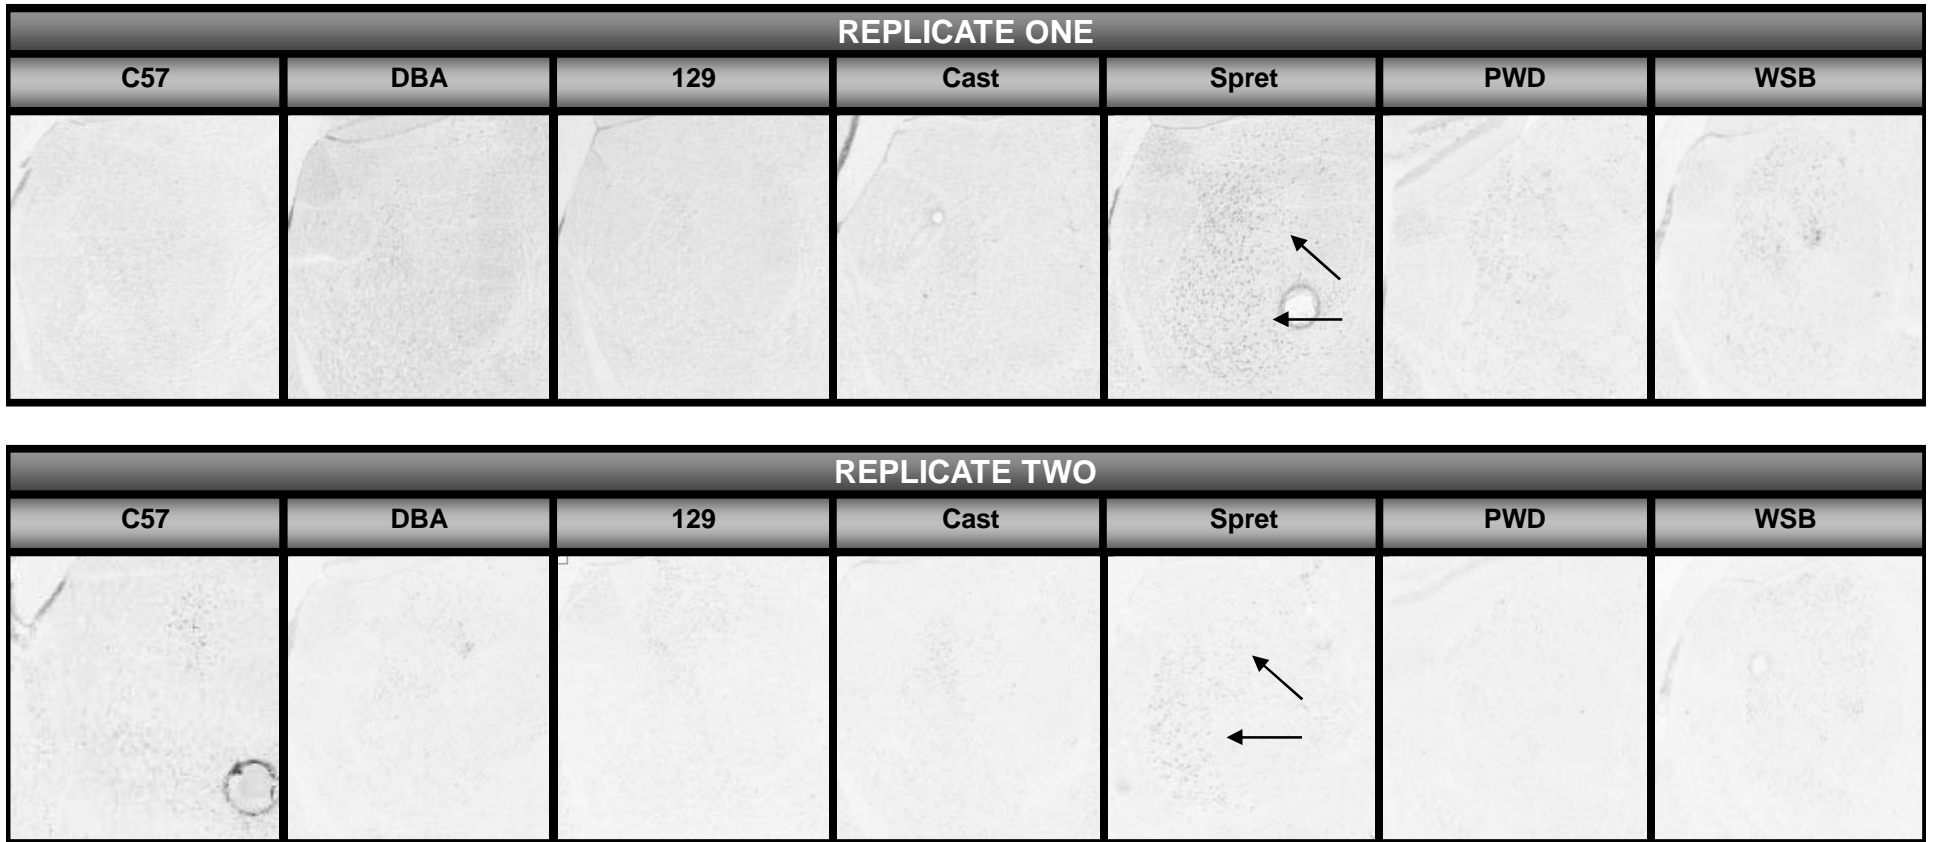 REPLICATE ONE
C57 DBA 129 Cast Spret PWD WSB
REPLICATE TWO
C57 DBA 129 Cast Spret PWD WSB